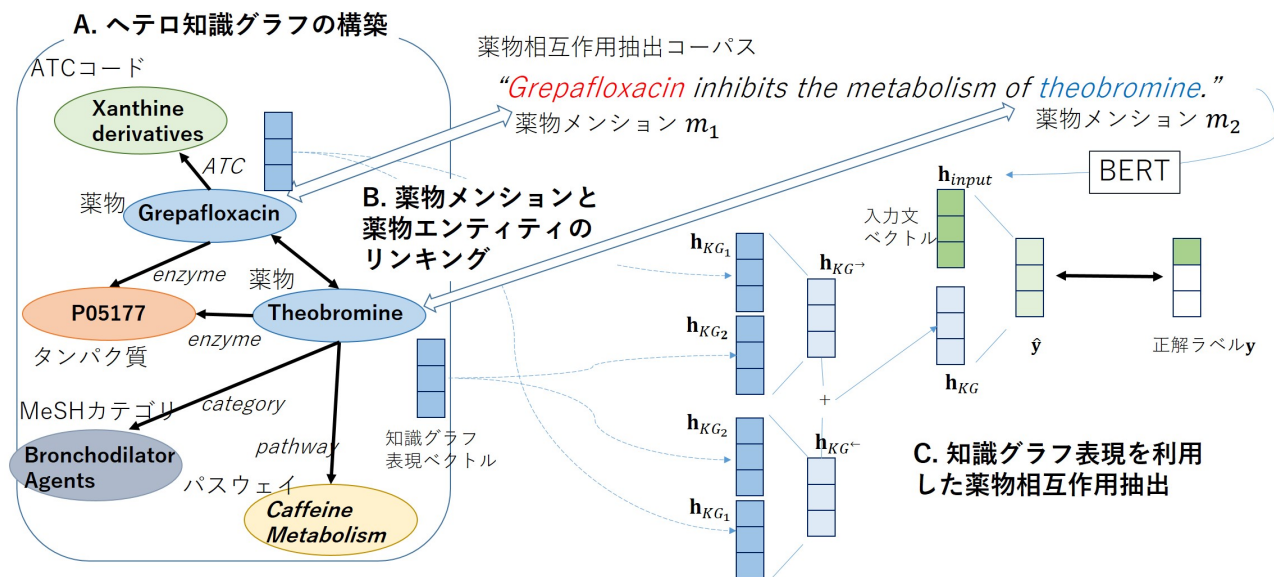 A. ヘテロ知識グラフの構築
ATCコード
Xanthine
derivatives
ATC
薬物
Grepafloxacin
enzyme
薬物
P05177
Theobromine
enzyme
タンパク質
MeSHカテゴリ
category
Bronchodilator
Agents
pathway
パスウェイ
Caffeine
Metabolism
知識グラフ
表現ベクトル
B. 薬物メンションと
薬物エンティティの
リンキング
薬物相互作用抽出コーパス
“Grepafloxacin inhibits the metabolism of theobromine.”
薬物メンション m₁
薬物メンション m₂
BERT
h_input
入力文
ベクトル
h_KG₁
h_KG→
h_KG₂
h_KG₂
h_KG←
h_KG₁
+
h_KG
ŷ
正解ラベルy
C. 知識グラフ表現を利用
した薬物相互作用抽出